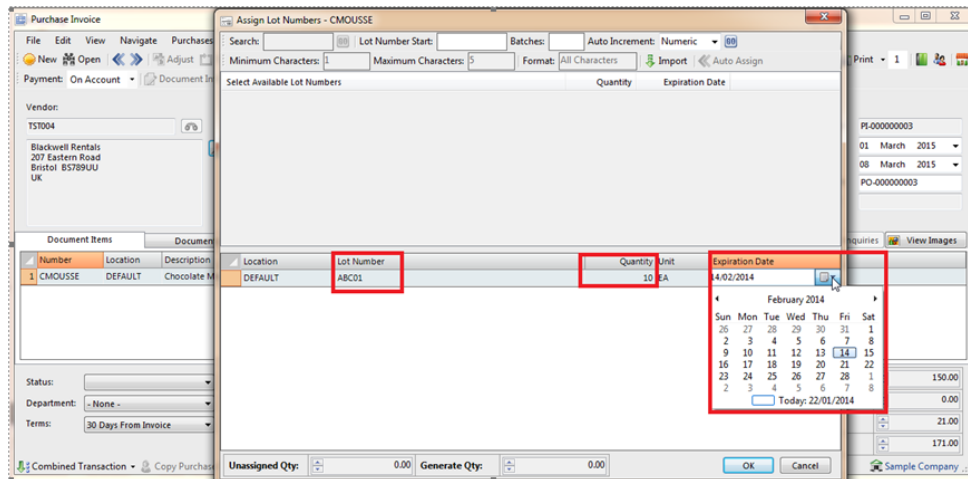 Purchase Invoice
Assign Lot Numbers - CMOUSSE
File Edit View Navigate Purchases
Search: GO Lot Number Start: Batches: Auto Increment: Numeric GO
New Open Adjust
Minimum Characters: 1 Maximum Characters: 5 Format: All Characters Import Auto Assign
Print 1
Payment: On Account Document In
Select Available Lot Numbers Quantity Expiration Date
Vendor:
TST004
PI-000000003
Blackwell Rentals
207 Eastern Road
Bristol BS789UU
UK
01 March 2015
08 March 2015
PO-000000003
Document Items Documen
nquiries View Images
Number Location Description
1 CMOUSSE DEFAULT Chocolate M
Location Lot Number Quantity Unit Expiration Date
DEFAULT ABC01 10 EA 14/02/2014
February 2014
Sun Mon Tue Wed Thu Fri Sat
26 27 28 29 30 31 1
2 3 4 5 6 7 8
9 10 11 12 13 14 15
16 17 18 19 20 21 22
23 24 25 26 27 28 1
2 3 4 5 6 7 8
Today: 22/01/2014
Status:
Department: - None -
Terms: 30 Days From Invoice
150.00
0.00
21.00
171.00
Combined Transaction Copy Purchas
Unassigned Qty: 0.00 Generate Qty: 0.00 OK Cancel
Sample Company